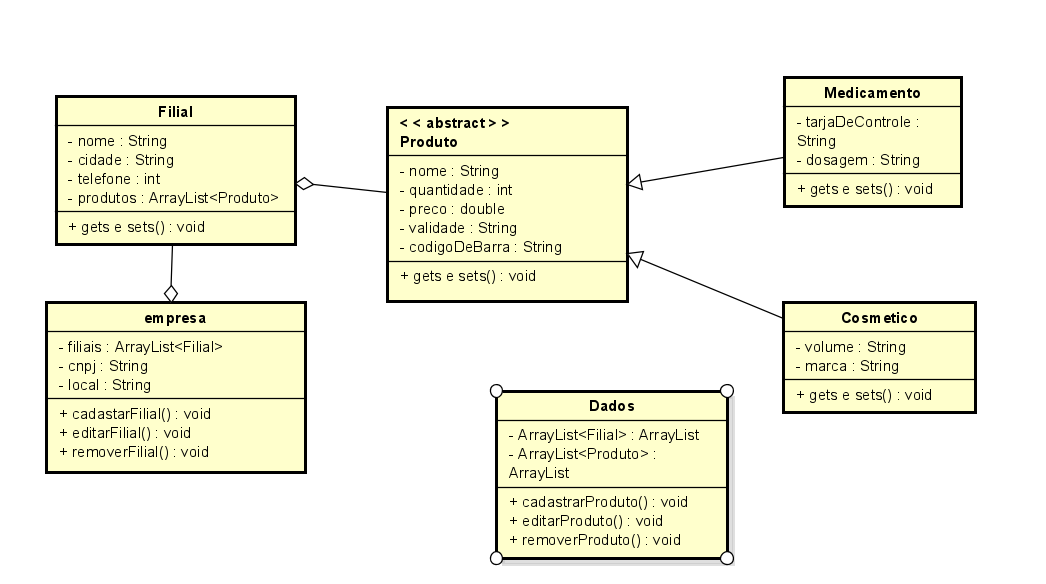 Filial
- nome : String
- cidade : String
- telefone : int
- produtos : ArrayList<Produto>
+ gets e sets() : void
empresa
- filiais : ArrayList<Filial>
- cnpj : String
- local : String
+ cadastarFilial() : void
+ editarFilial() : void
+ removerFilial() : void
< < abstract > >
Produto
- nome : String
- quantidade : int
- preco : double
- validade : String
- codigoDeBarra : String
+ gets e sets() : void
Dados
- ArrayList<Filial> : ArrayList
- ArrayList<Produto> :
ArrayList
+ cadastrarProduto() : void
+ editarProduto() : void
+ removerProduto() : void
Medicamento
- tarjaDeControle :
String
- dosagem : String
+ gets e sets() : void
Cosmetico
- volume : String
- marca : String
+ gets e sets() : void